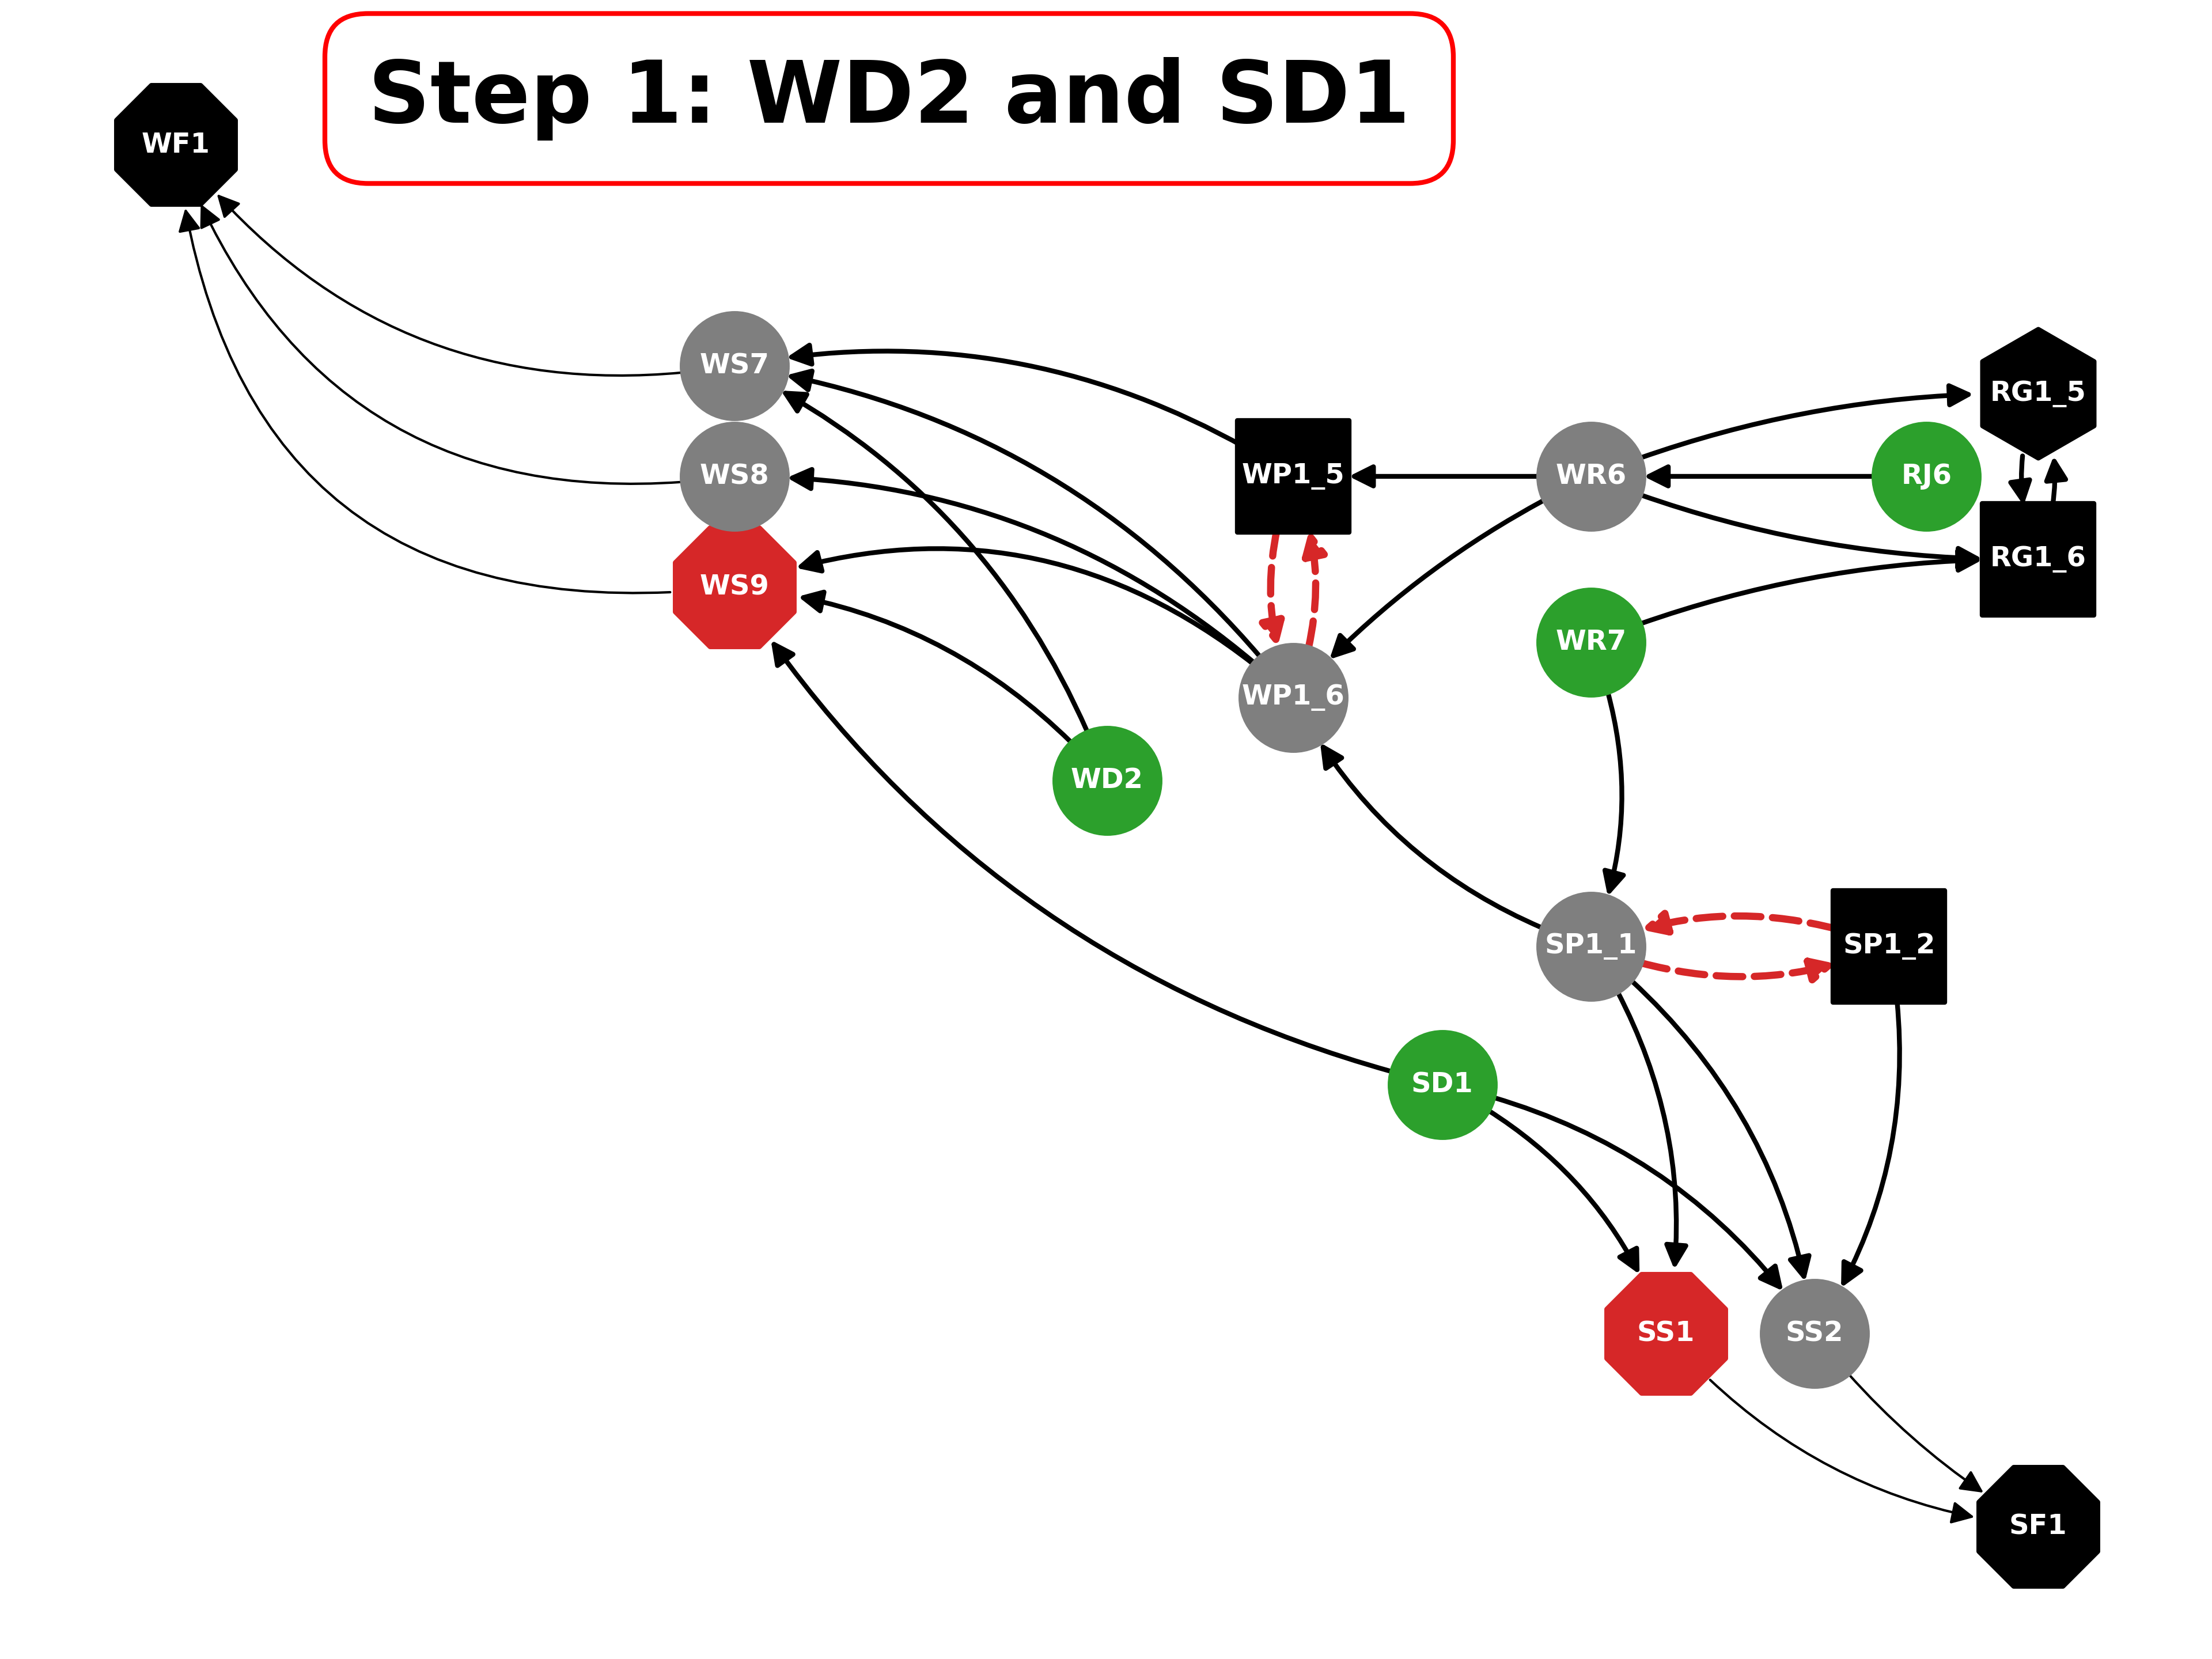 Step 1: WD2 and SD1
WF1
WS7
RG1_5
WS8
WP1_5
WR6
RJ6
RG1_6
WS9
WR7
WP1_6
WD2
SP1_1
SP1_2
SD1
SS1
SS2
SF1